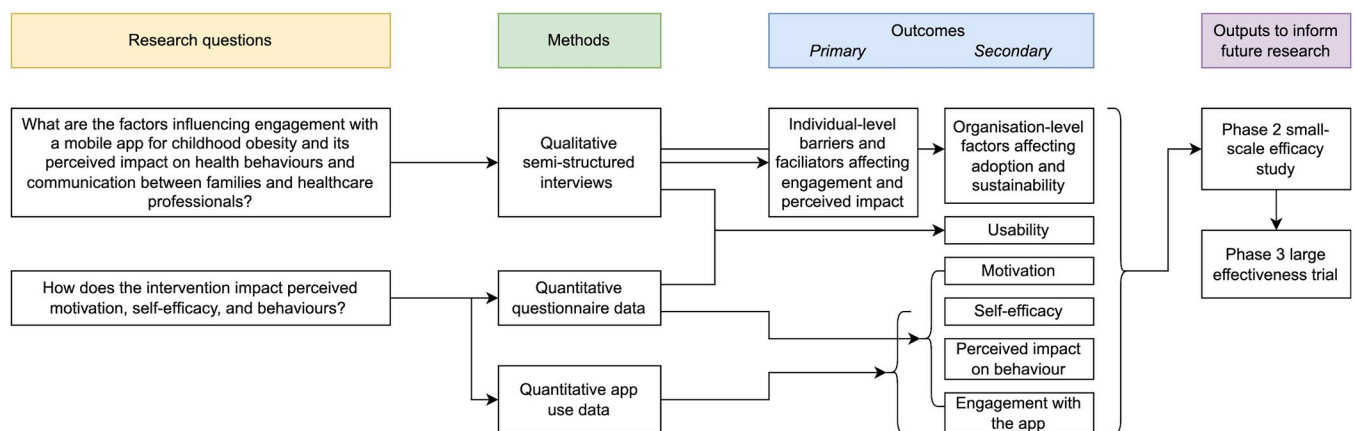 Research questions
Methods
Outcomes
Primary Secondary
Outputs to inform
future research
What are the factors influencing engagement with
a mobile app for childhood obesity and its
perceived impact on health behaviours and
communication between families and healthcare
professionals?
Qualitative
semi-structured
interviews
Individual-level
barriers and
faciliators affecting
engagement and
perceived impact
Organisation-level
factors affecting
adoption and
sustainability
Phase 2 small-
scale efficacy
study
Usability
Phase 3 large
effectiveness trial
How does the intervention impact perceived
motivation, self-efficacy, and behaviours?
Quantitative
questionnaire data
Motivation
Self-efficacy
Perceived impact
on behaviour
Quantitative app
use data
Engagement with
the app